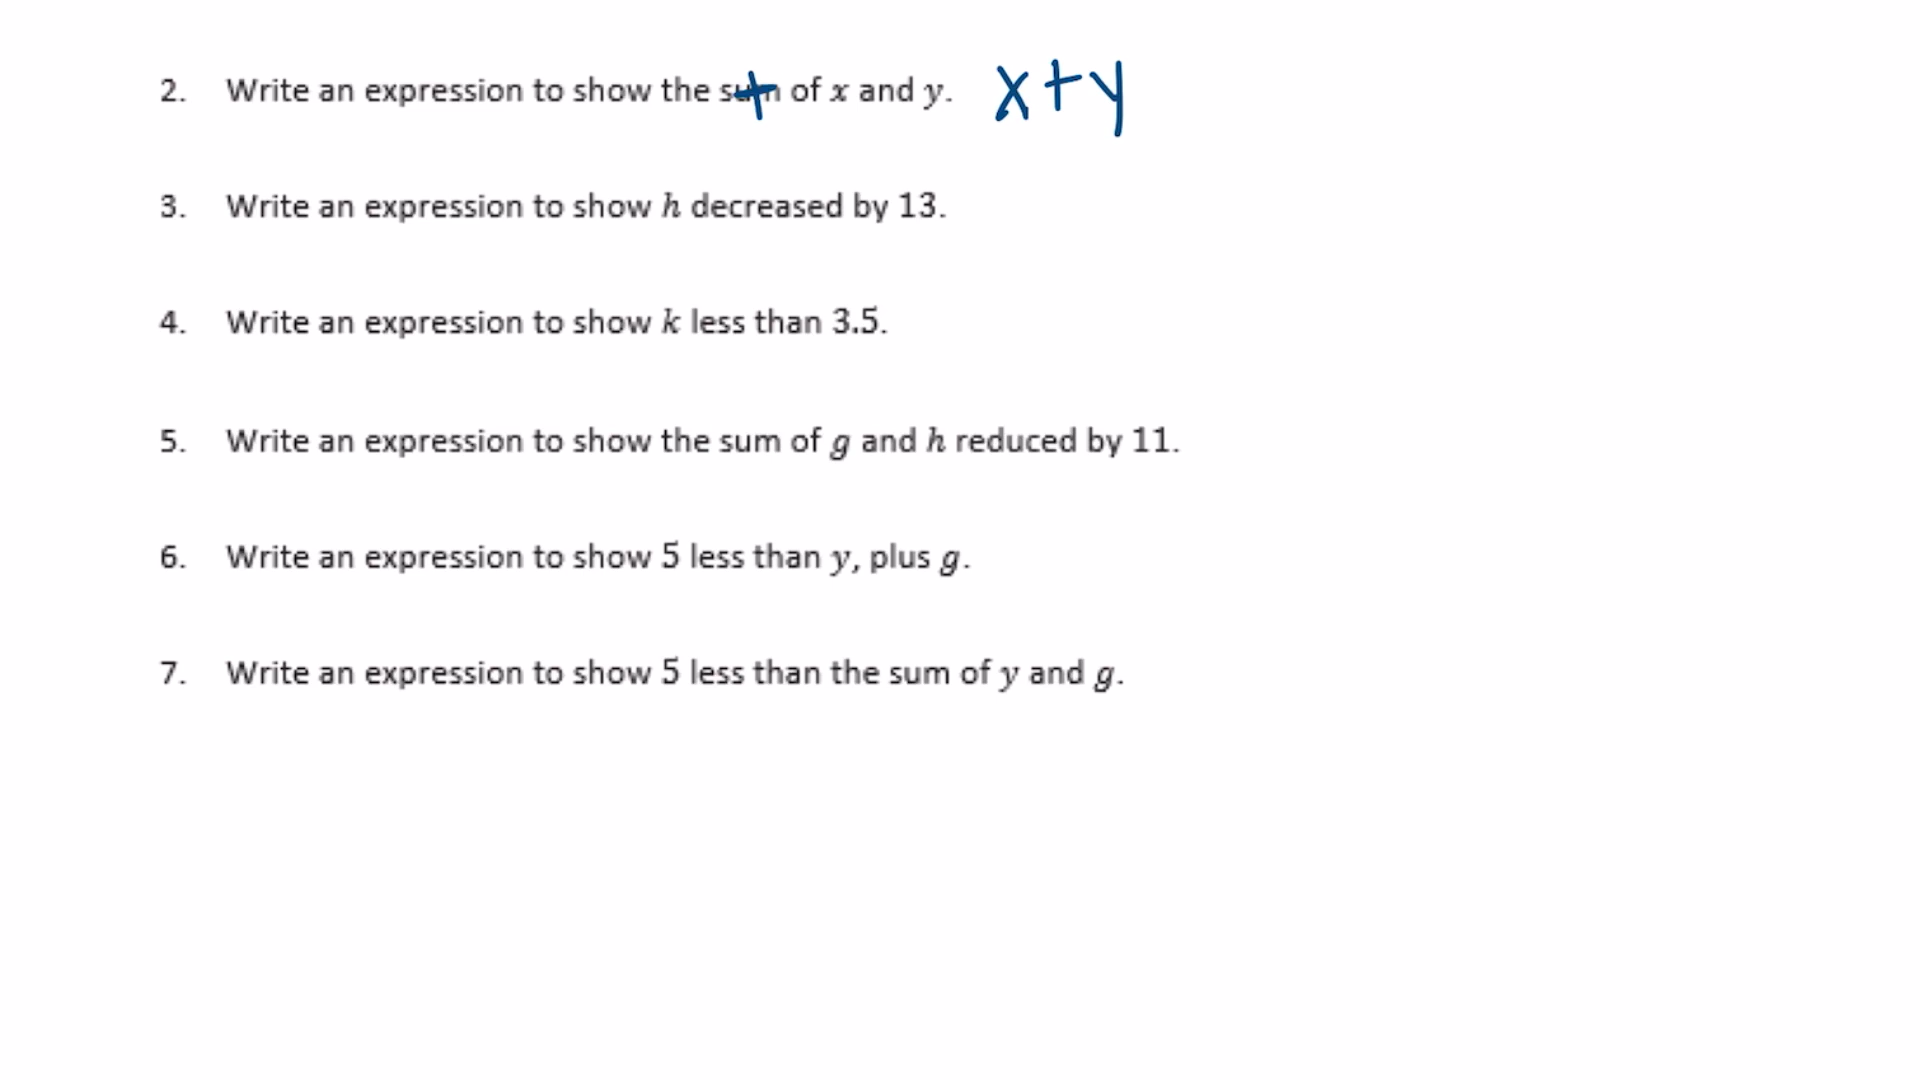 2. Write an expression to show the sum of x and y. x+y
+
3. Write an expression to show h decreased by 13.
4. Write an expression to show k less than 3.5.
5. Write an expression to show the sum of g and h reduced by 11.
6. Write an expression to show 5 less than y, plus g.
7. Write an expression to show 5 less than the sum of y and g.